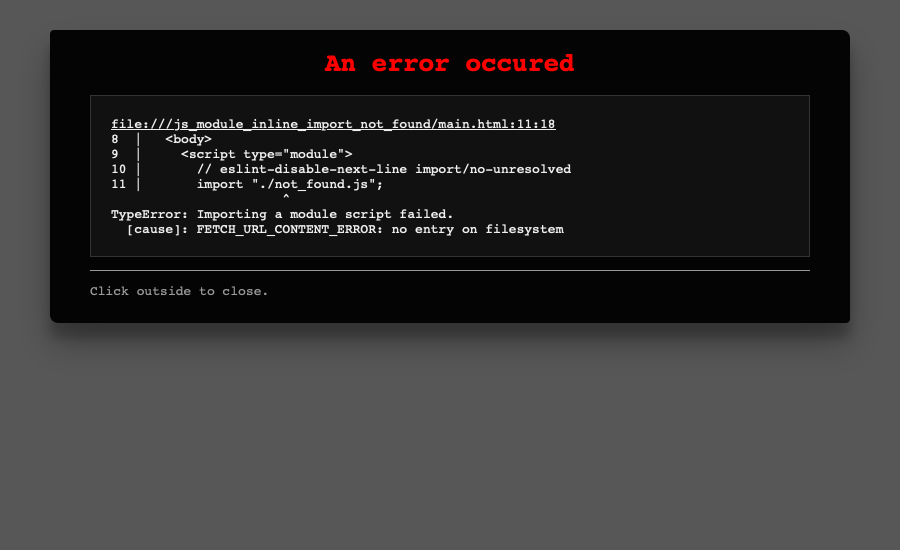 An error occured
file:///js_module_inline_import_not_found/main.html:11:18
8  |   <body>
9  |     <script type="module">
10 |       // eslint-disable-next-line import/no-unresolved
11 |       import "./not_found.js";
                      ^
TypeError: Importing a module script failed.
  [cause]: FETCH_URL_CONTENT_ERROR: no entry on filesystem
Click outside to close.